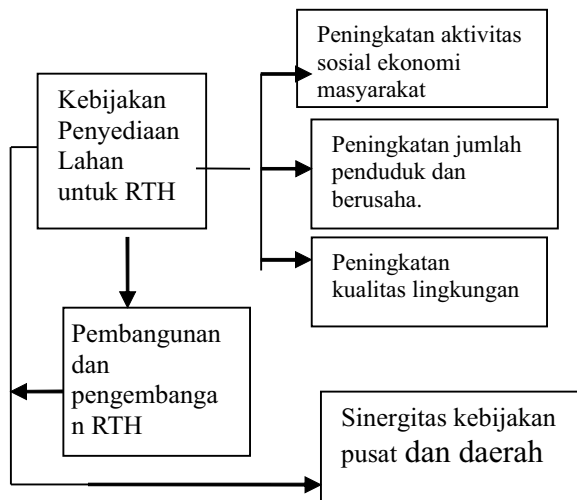 Peningkatan aktivitas
sosial ekonomi
masyarakat
Kebijakan
Penyediaan
Lahan
untuk RTH
Peningkatan jumlah
penduduk dan
berusaha.
Peningkatan
kualitas lingkungan
Pembangunan
dan
pengembanga
n RTH
Sinergitas kebijakan
pusat dan daerah